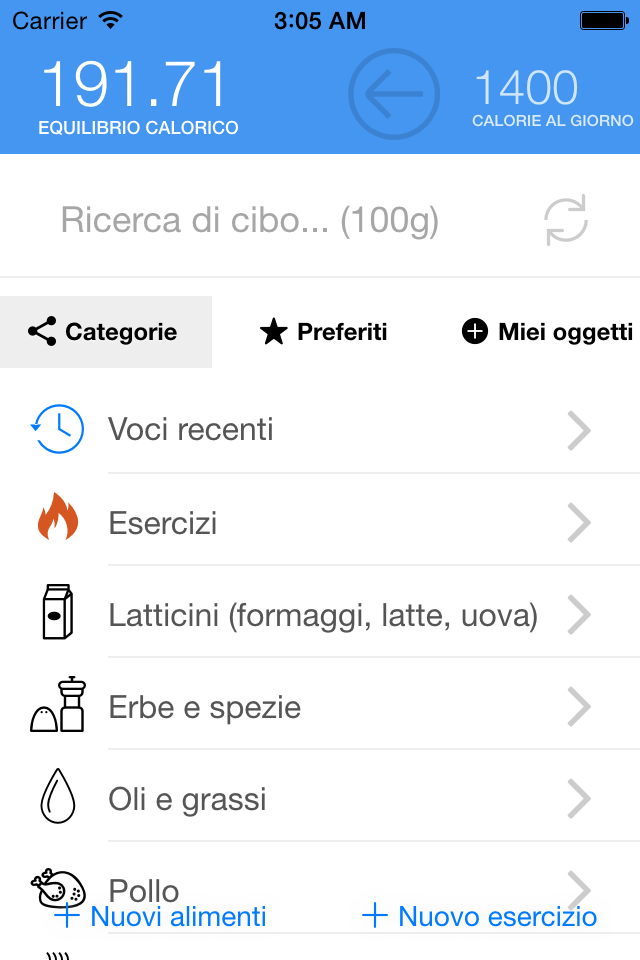 Carrier 3:05 AM
191.71 1400
EQUILIBRIO CALORICO CALORIE AL GIORNO
Ricerca di cibo... (100g)
Categorie Preferiti Miei oggetti
Voci recenti
Esercizi
Latticini (formaggi, latte, uova)
Erbe e spezie
Oli e grassi
Pollo
Nuovi alimenti Nuovo esercizio